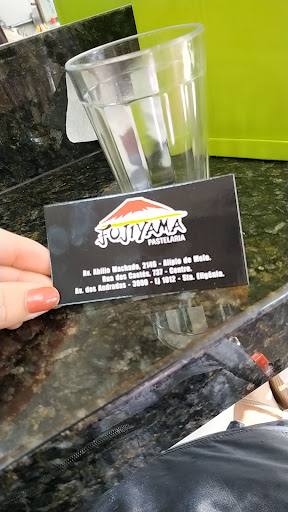 FUJIYAMA
PASTELARIA
Av. Abílio Machado, 2145 - Alípio de Melo.
Rua dos Caetés, 737 - Centro.
Av. dos Andradas - 3000 - Lj 1012 - Sta. Efigênia.